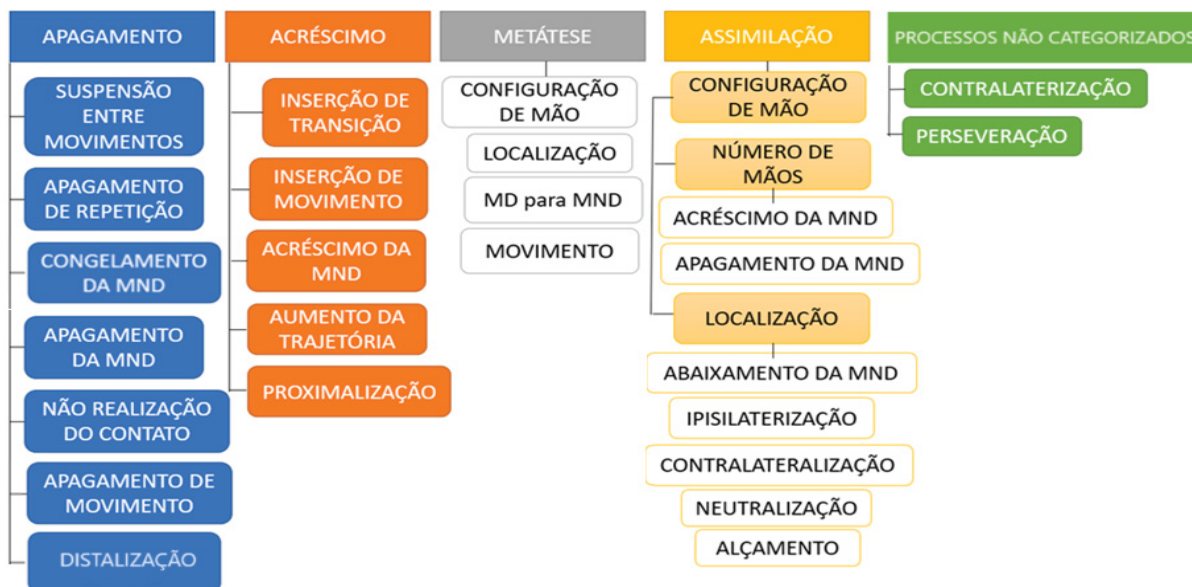 APAGAMENTO
SUSPENSÃO
ENTRE
MOVIMENTOS
APAGAMENTO
DE REPETIÇÃO
CONGELAMENTO
DA MND
APAGAMENTO
DA MND
NÃO REALIZAÇÃO
DO CONTATO
APAGAMENTO DE
MOVIMENTO
DISTALIZAÇÃO
ACRÉSCIMO
INSERÇÃO DE
TRANSIÇÃO
INSERÇÃO DE
MOVIMENTO
ACRÉSCIMO DA
MND
AUMENTO DA
TRAJETÓRIA
PROXIMALIZAÇÃO
METÁTESE
CONFIGURAÇÃO
DE MÃO
LOCALIZAÇÃO
MD para MND
MOVIMENTO
ASSIMILAÇÃO
CONFIGURAÇÃO
DE MÃO
NÚMERO DE
MÃOS
ACRÉSCIMO DA MND
APAGAMENTO DA MND
LOCALIZAÇÃO
ABAIXAMENTO DA MND
IPISILATERIZAÇÃO
CONTRALATERALIZAÇÃO
NEUTRALIZAÇÃO
ALÇAMENTO
PROCESSOS NÃO CATEGORIZADOS
CONTRALATERIZAÇÃO
PERSEVERAÇÃO